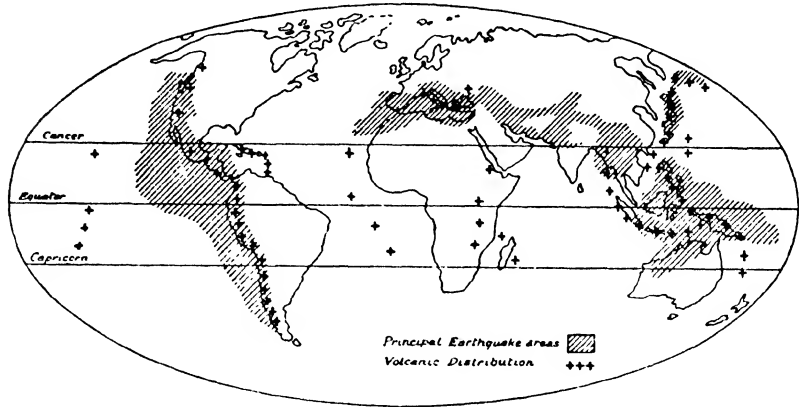 Cancer
Equator
Capricorn
Principal Earthquake areas
Volcanic Distribution